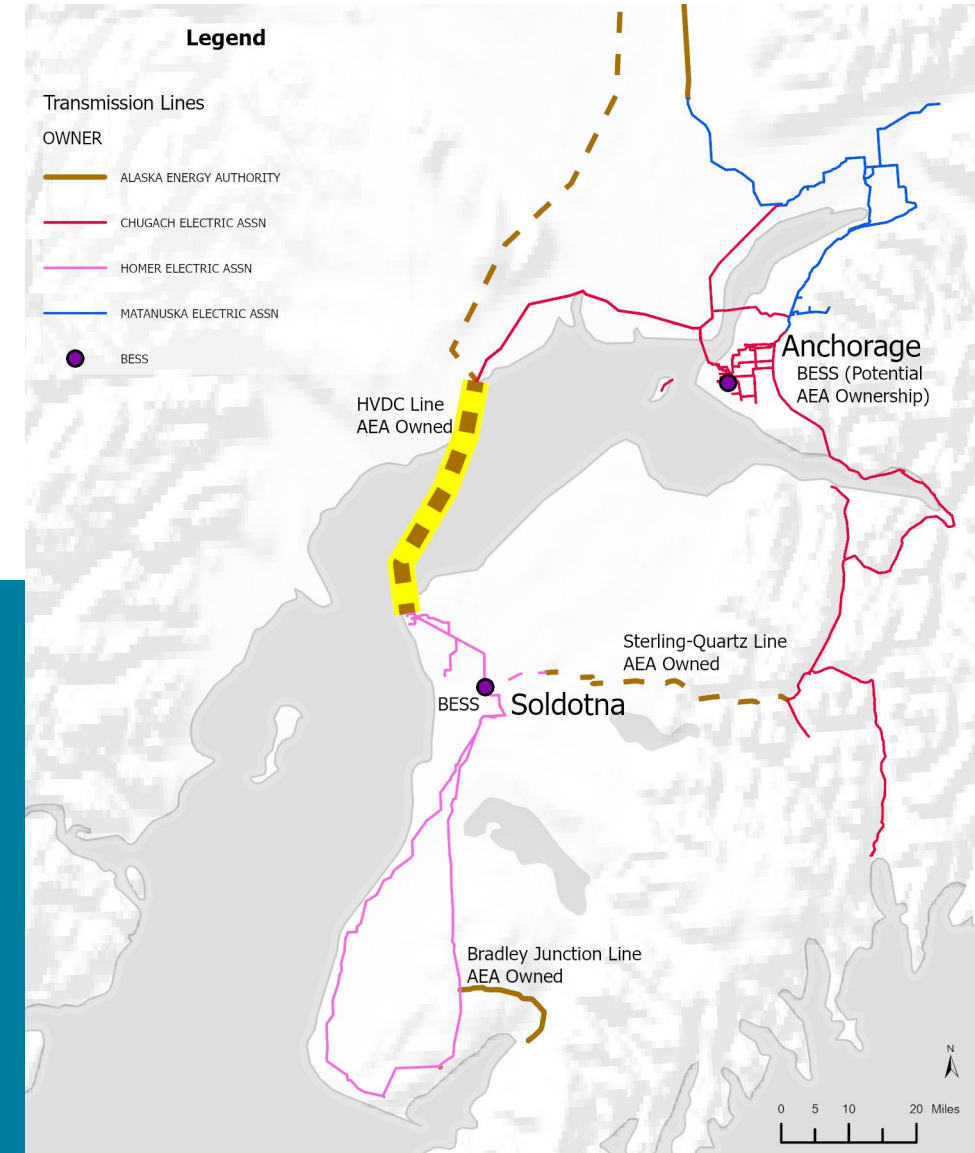 Legend
Transmission Lines
OWNER
ALASKA ENERGY AUTHORITY
CHUGACH ELECTRIC ASSN
HOMER ELECTRIC ASSN
MATANUSKA ELECTRIC ASSN
BESS
Anchorage
BESS (Potential
AEA Ownership)
HVDC Line
AEA Owned
Sterling-Quartz Line
AEA Owned
BESS
Soldotna
Bradley Junction Line
AEA Owned
N
0 5 10 20 Miles